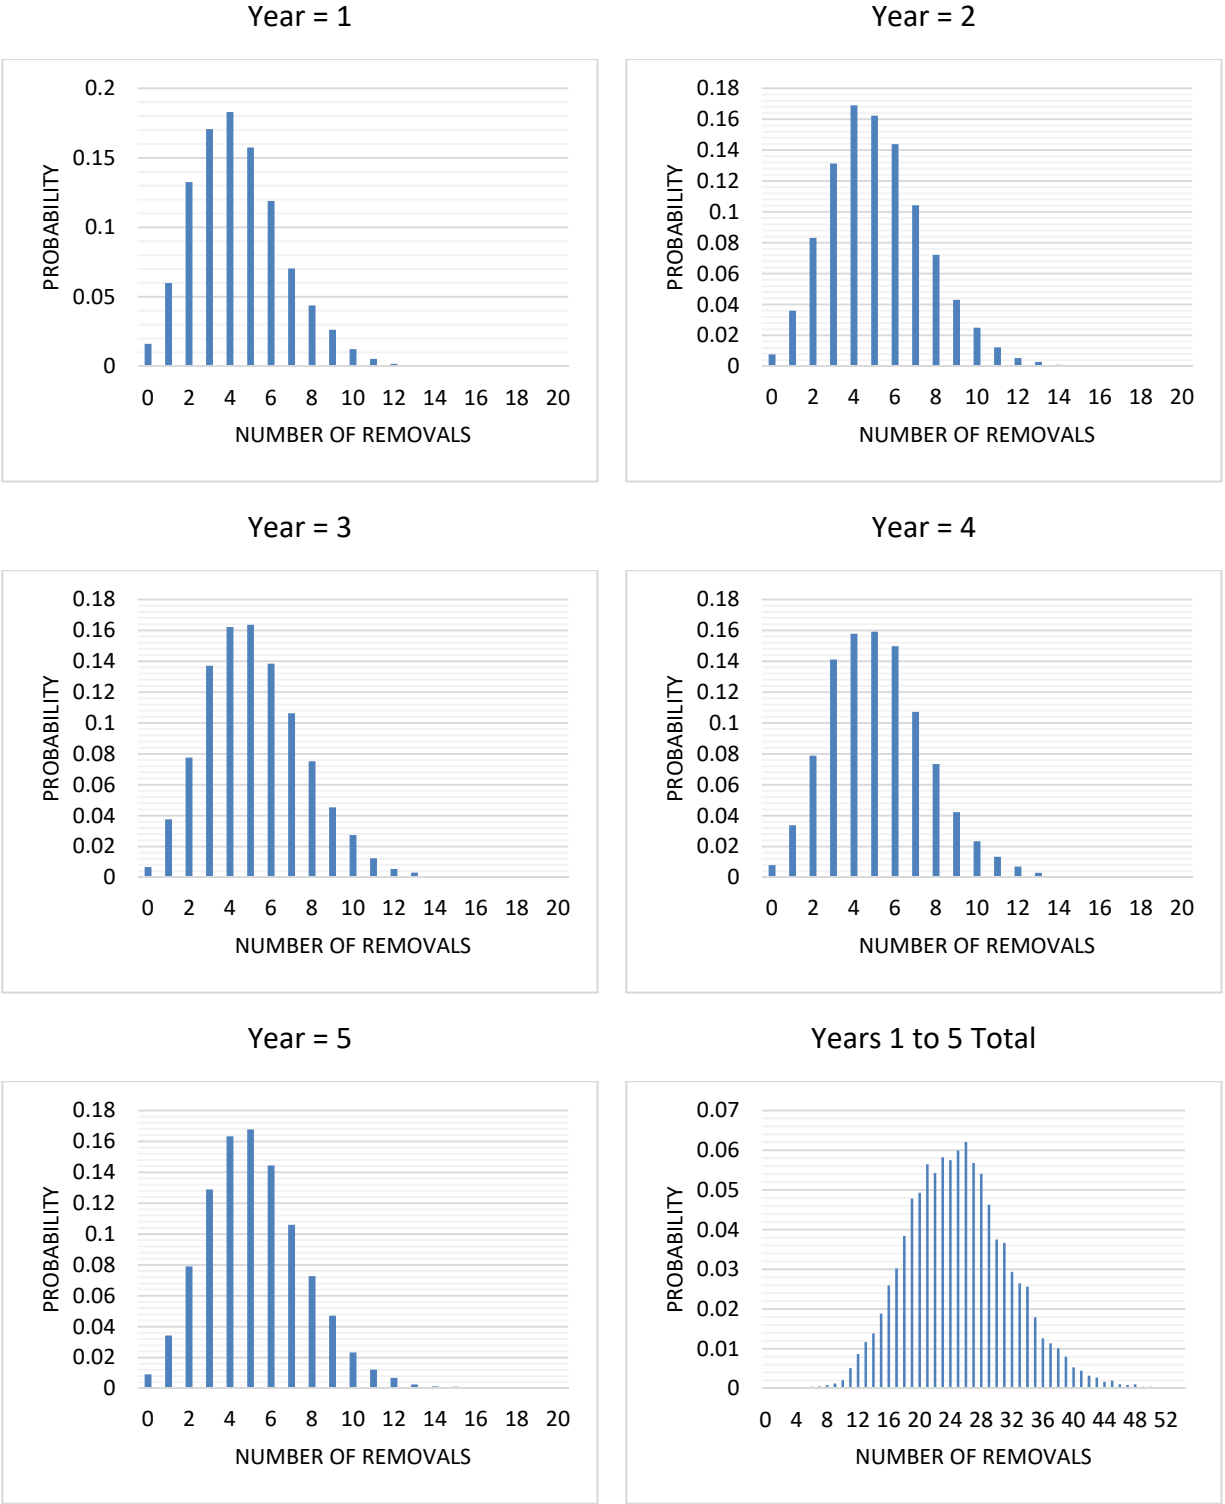 Year = 1
0.2
0.15
0.1
0.05
0
PROBABILITY
0 2 4 6 8 10 12 14 16 18 20
NUMBER OF REMOVALS
Year = 2
0.18
0.16
0.14
0.12
0.1
0.08
0.06
0.04
0.02
0
PROBABILITY
0 2 4 6 8 10 12 14 16 18 20
NUMBER OF REMOVALS
Year = 3
0.18
0.16
0.14
0.12
0.1
0.08
0.06
0.04
0.02
0
PROBABILITY
0 2 4 6 8 10 12 14 16 18 20
NUMBER OF REMOVALS
Year = 4
0.18
0.16
0.14
0.12
0.1
0.08
0.06
0.04
0.02
0
PROBABILITY
0 2 4 6 8 10 12 14 16 18 20
NUMBER OF REMOVALS
Year = 5
0.18
0.16
0.14
0.12
0.1
0.08
0.06
0.04
0.02
0
PROBABILITY
0 2 4 6 8 10 12 14 16 18 20
NUMBER OF REMOVALS
Years 1 to 5 Total
0.07
0.06
0.05
0.04
0.03
0.02
0.01
0
PROBABILITY
0 4 8 12 16 20 24 28 32 36 40 44 48 52
NUMBER OF REMOVALS